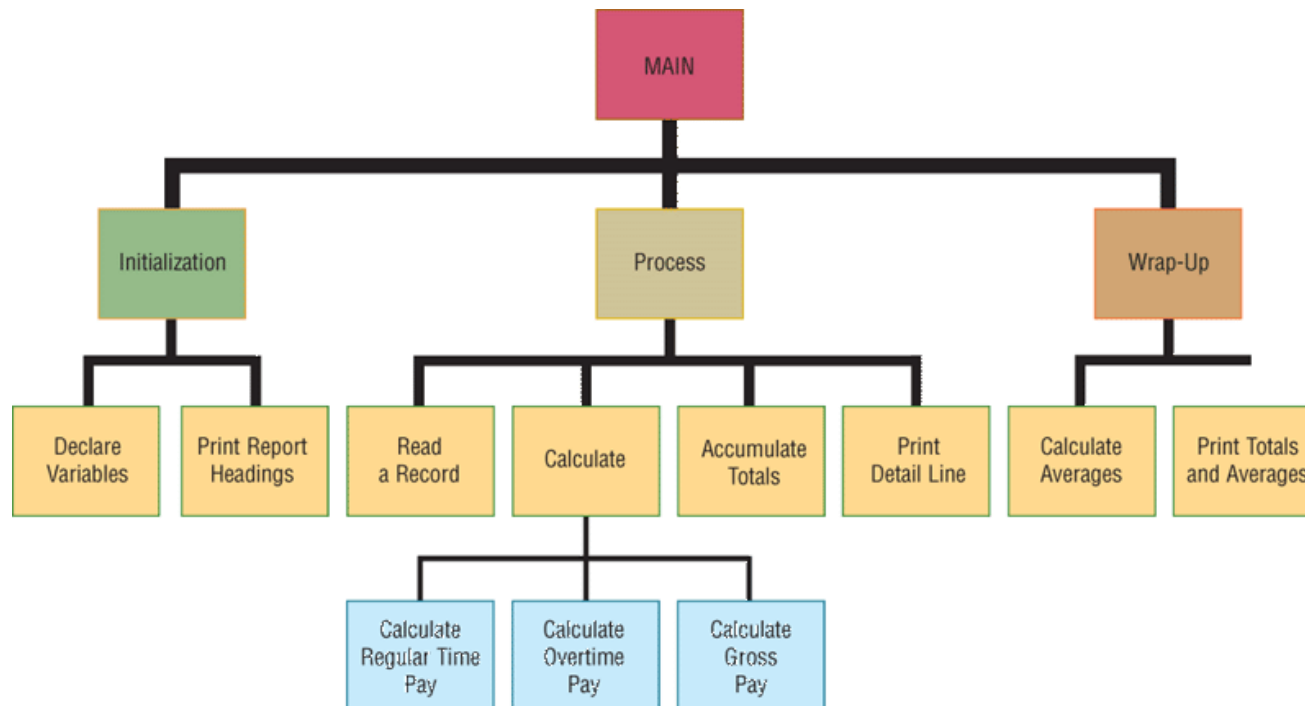 MAIN
Initialization
Process
Wrap-Up
Declare
Variables
Print Report
Headings
Read
a Record
Calculate
Accumulate
Totals
Print
Detail Line
Calculate
Averages
Print Totals
and Averages
Calculate
Regular Time
Pay
Calculate
Overtime
Pay
Calculate
Gross
Pay